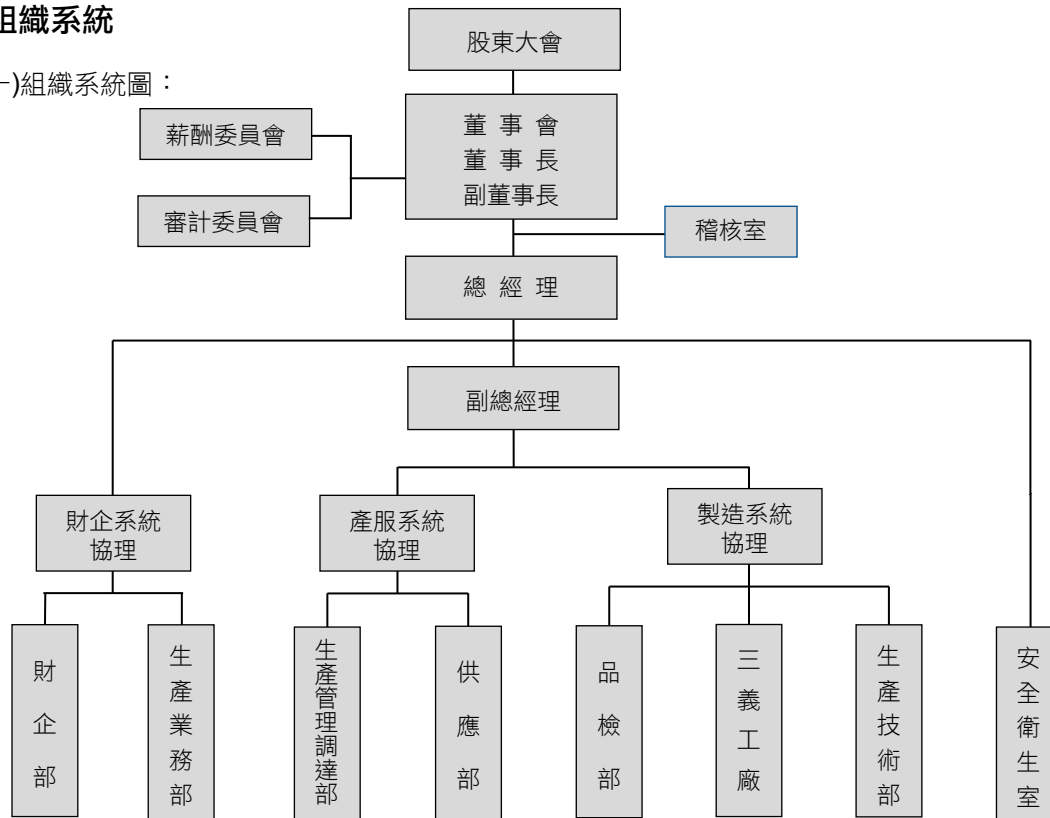 組織系統
一)組織系統圖：
股東大會
薪酬委員會
審計委員會
董 事 會
董 事 長
副董事長
稽核室
總 經 理
副總經理
財企系統
協理
產服系統
協理
製造系統
協理
財企部
生產業務部
生產管理調達部
供應部
品檢部
三義工廠
生產技術部
安全衛生室